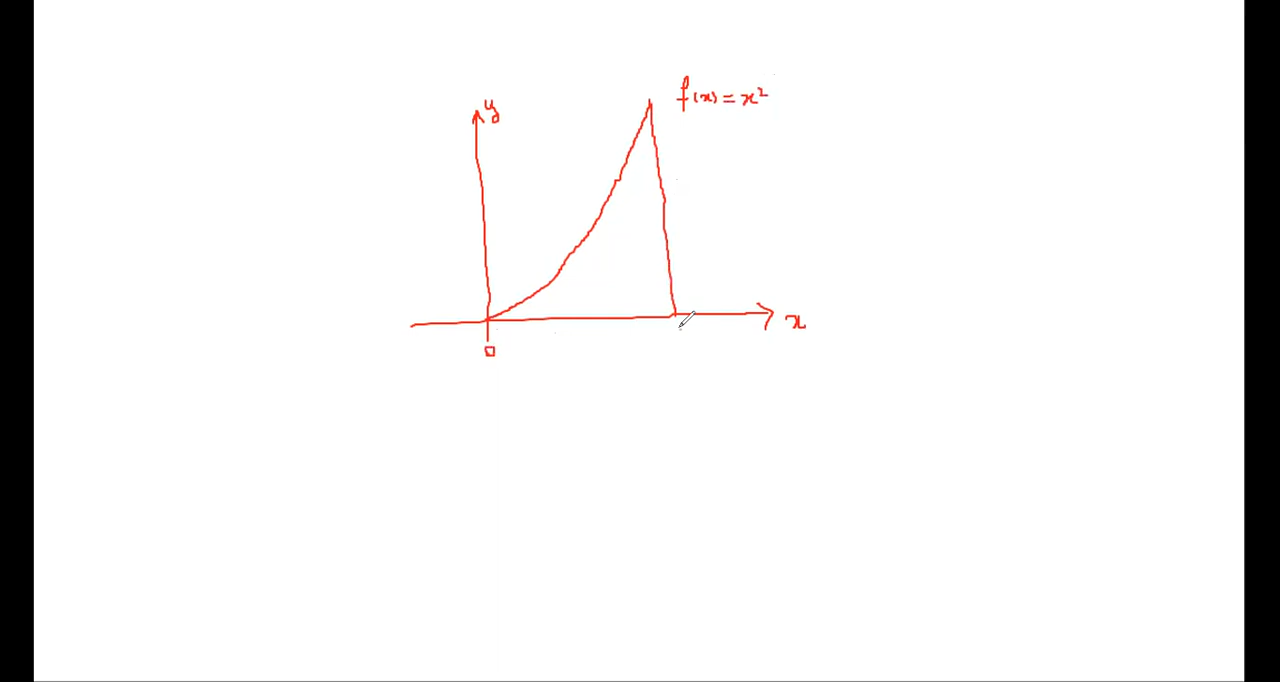 f(x) = x²
y
x
0